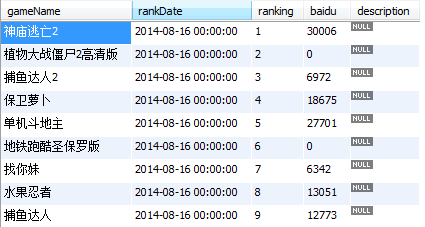 gameName rankDate ranking baidu description
神庙逃亡2 2014-08-16 00:00:00 1 30006 NULL
植物大战僵尸2高清版 2014-08-16 00:00:00 2 0 NULL
捕鱼达人2 2014-08-16 00:00:00 3 6972 NULL
保卫萝卜 2014-08-16 00:00:00 4 18675 NULL
单机斗地主 2014-08-16 00:00:00 5 27701 NULL
地铁跑酷圣保罗版 2014-08-16 00:00:00 6 0 NULL
找你妹 2014-08-16 00:00:00 7 6342 NULL
水果忍者 2014-08-16 00:00:00 8 13051 NULL
捕鱼达人 2014-08-16 00:00:00 9 12773 NULL